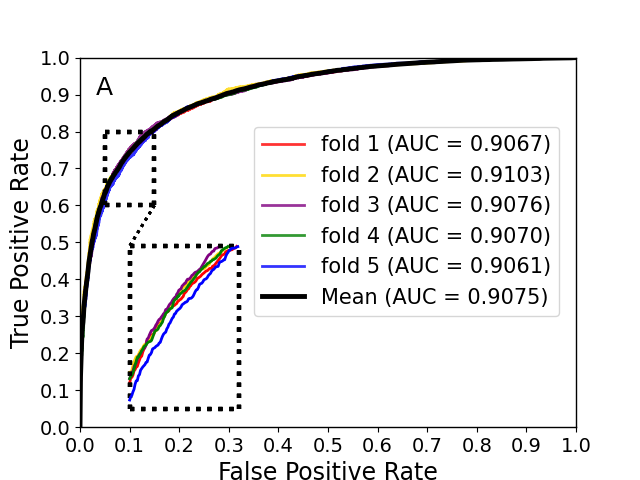 A
True Positive Rate
1.0
0.9
0.8
0.7
0.6
0.5
0.4
0.3
0.2
0.1
0.0
fold 1 (AUC = 0.9067)
fold 2 (AUC = 0.9103)
fold 3 (AUC = 0.9076)
fold 4 (AUC = 0.9070)
fold 5 (AUC = 0.9061)
Mean (AUC = 0.9075)
0.0 0.1 0.2 0.3 0.4 0.5 0.6 0.7 0.8 0.9 1.0
False Positive Rate